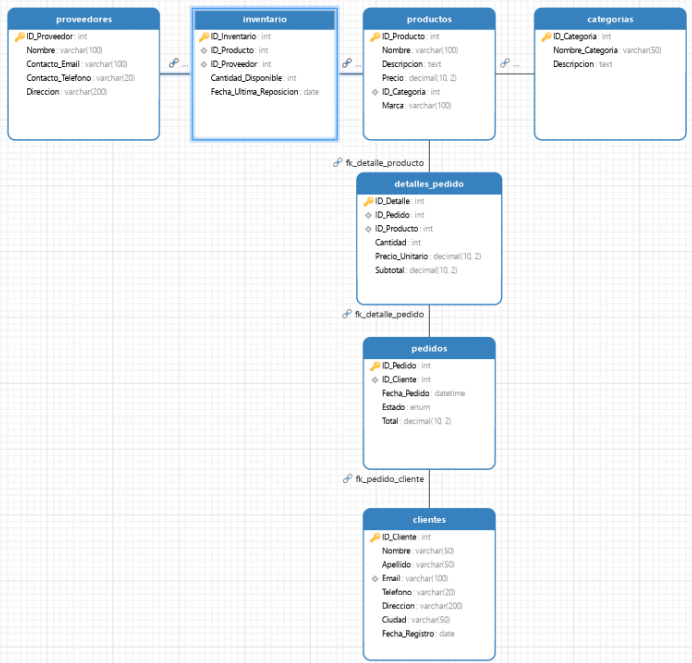 proveedores
ID_Proveedor: int
Nombre: varchar(100)
Contacto_Email: varchar(100)
Contacto_Telefono: varchar(20)
Direccion: varchar(200)
...
inventario
ID_Inventario: int
ID_Producto: int
ID_Proveedor: int
Cantidad_Disponible: int
Fecha_Ultima_Reposicion: date
...
productos
ID_Producto: int
Nombre: varchar(100)
Descripcion: text
Precio: decimal(10, 2)
ID_Categoria: int
Marca: varchar(100)
...
categorias
ID_Categoria: int
Nombre_Categoria: varchar(50)
Descripcion: text
fk_detalle_producto
detalles_pedido
ID_Detalle: int
ID_Pedido: int
ID_Producto: int
Cantidad: int
Precio_Unitario: decimal(10, 2)
Subtotal: decimal(10, 2)
fk_detalle_pedido
pedidos
ID_Pedido: int
ID_Cliente: int
Fecha_Pedido: datetime
Estado: enum
Total: decimal(10, 2)
fk_pedido_cliente
clientes
ID_Cliente: int
Nombre: varchar(50)
Apellido: varchar(50)
Email: varchar(100)
Telefono: varchar(20)
Direccion: varchar(200)
Ciudad: varchar(50)
Fecha_Registro: date